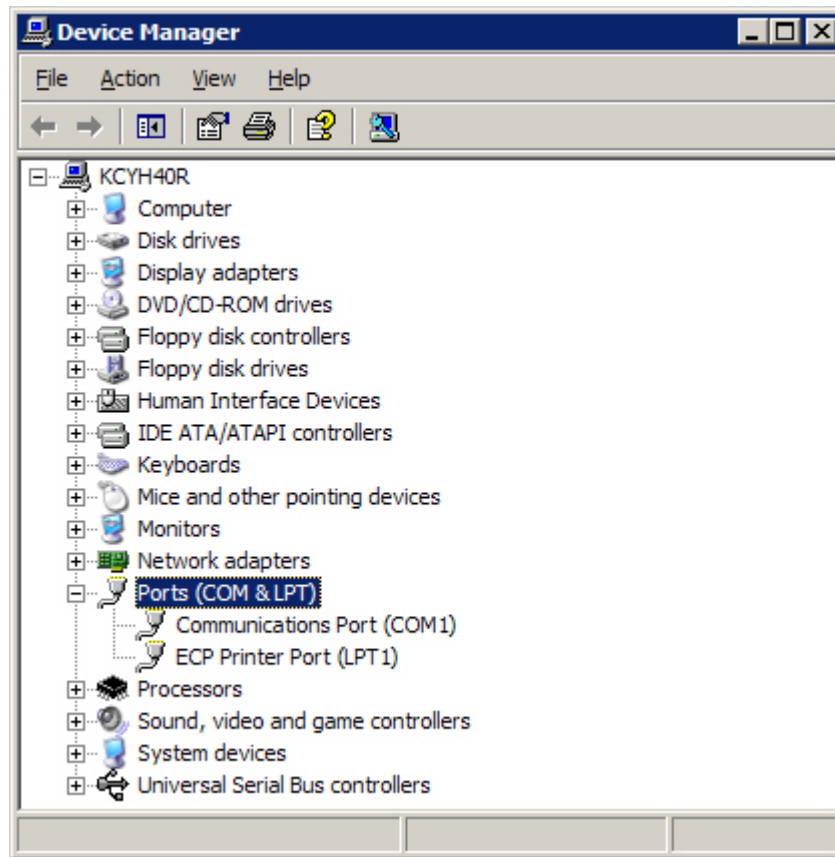 Device Manager
File Action View Help
KCYH40R
Computer
Disk drives
Display adapters
DVD/CD-ROM drives
Floppy disk controllers
Floppy disk drives
Human Interface Devices
IDE ATA/ATAPI controllers
Keyboards
Mice and other pointing devices
Monitors
Network adapters
Ports (COM & LPT)
Communications Port (COM1)
ECP Printer Port (LPT1)
Processors
Sound, video and game controllers
System devices
Universal Serial Bus controllers